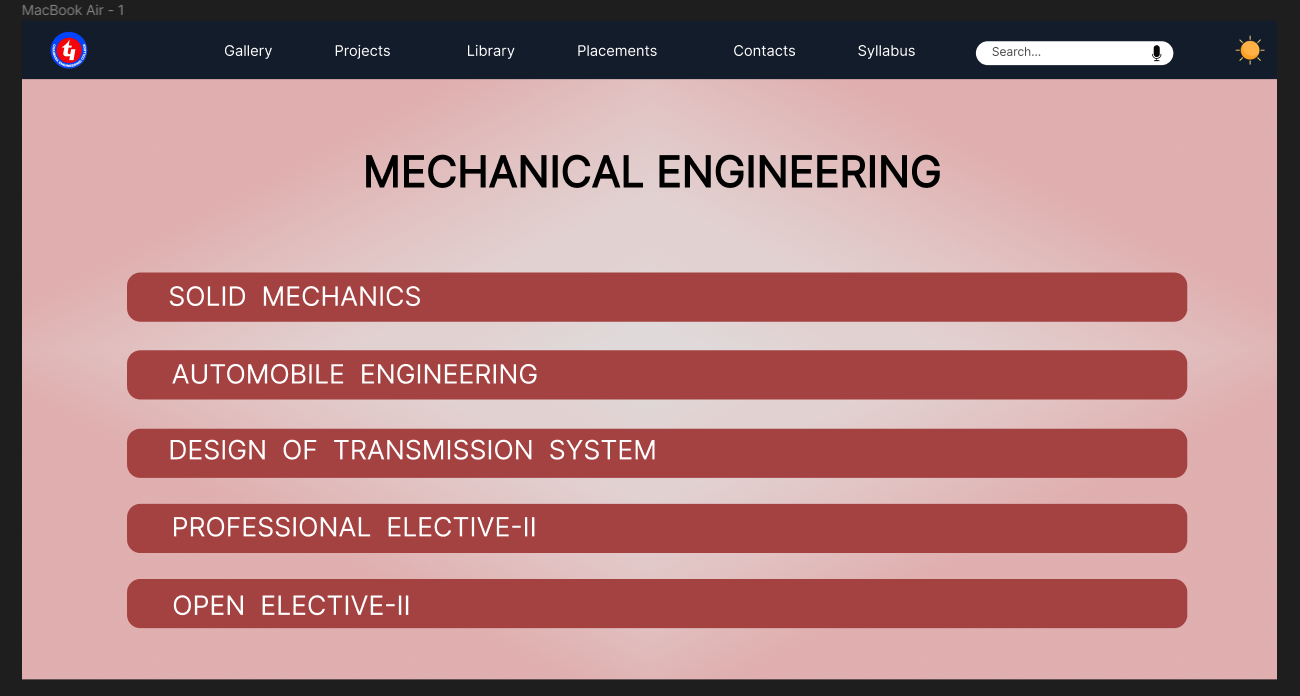 MacBook Air - 1
Gallery Projects Library Placements Contacts Syllabus Search...
MECHANICAL ENGINEERING
SOLID MECHANICS
AUTOMOBILE ENGINEERING
DESIGN OF TRANSMISSION SYSTEM
PROFESSIONAL ELECTIVE-II
OPEN ELECTIVE-II